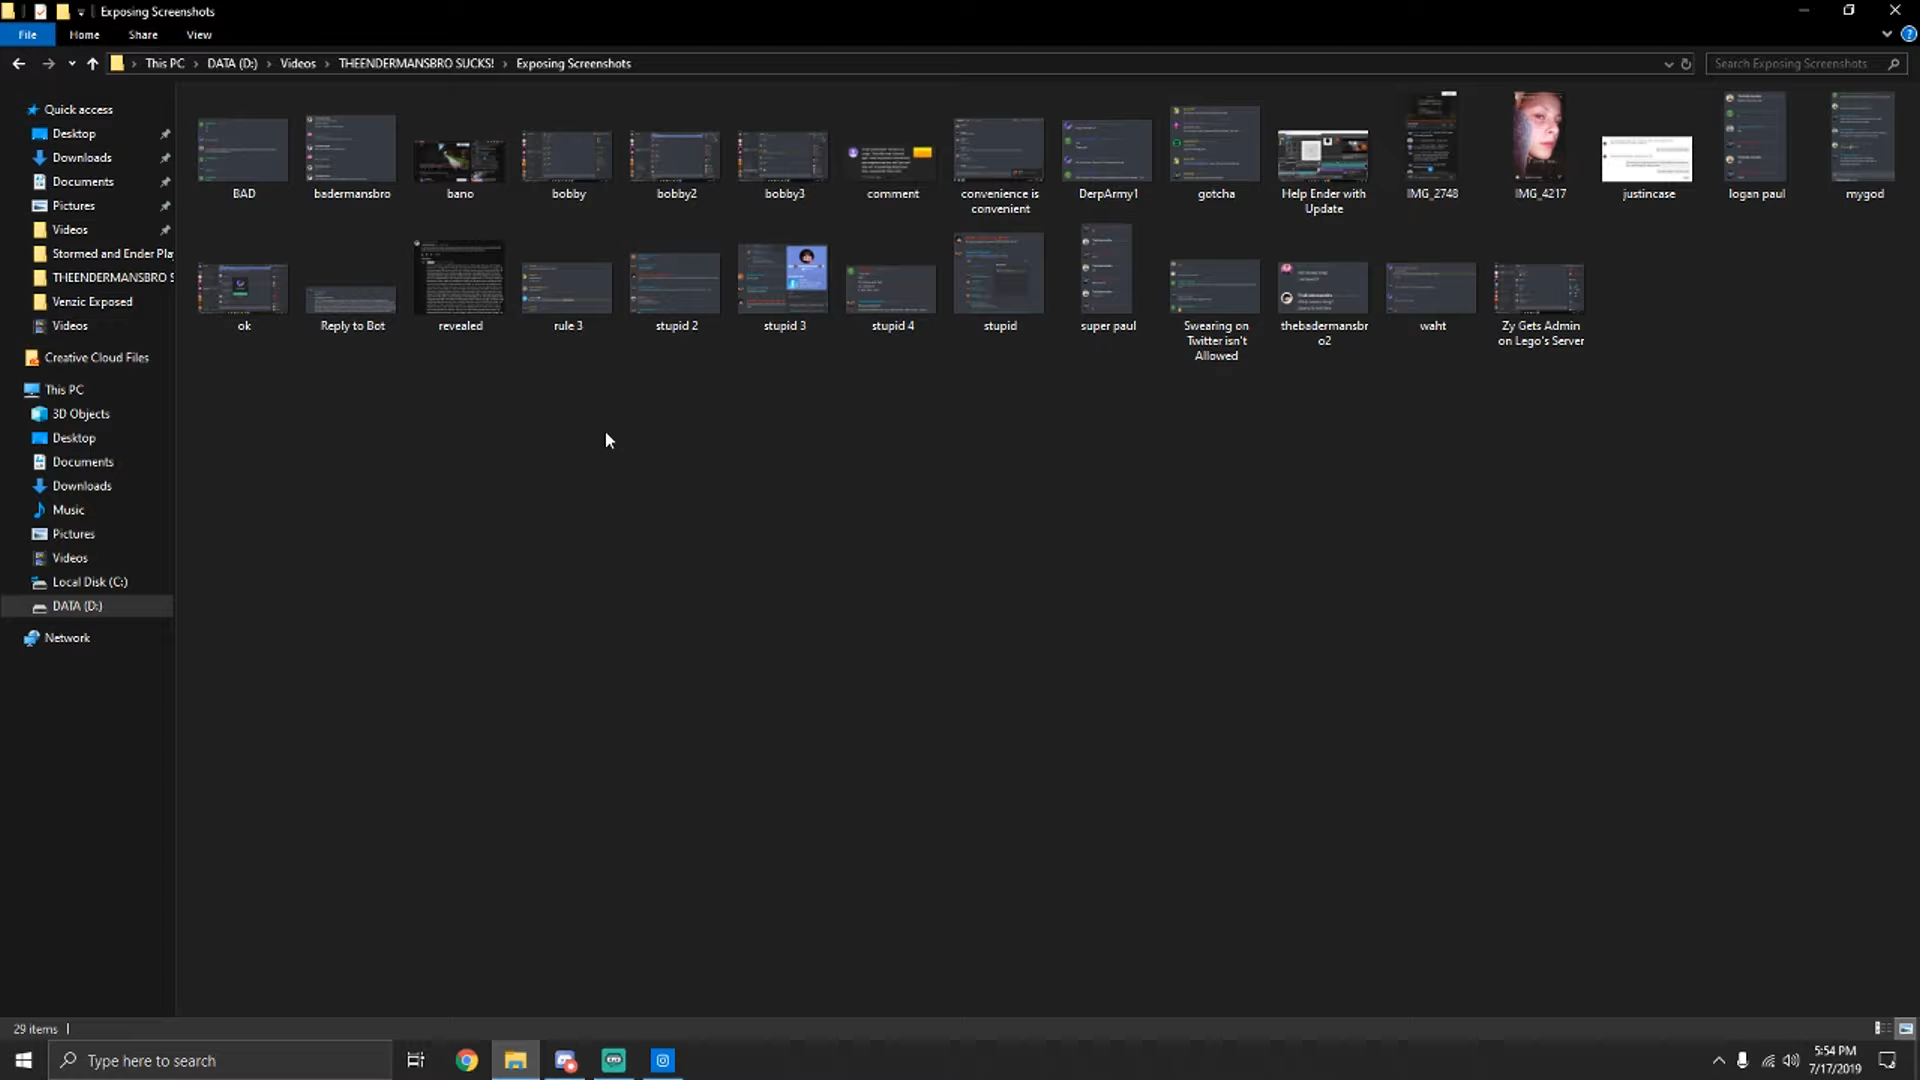 Exposing Screenshots
File Home Share View
This PC > DATA (D:) > Videos > THEENDERMANSBRO SUCKS! > Exposing Screenshots
Search Exposing Screenshots
Quick access
Desktop
Downloads
Documents
Pictures
Videos
Stormed and Ender Pla
THEENDERMANSBRO S
Venzic Exposed
Videos
Creative Cloud Files
This PC
3D Objects
Desktop
Documents
Downloads
Music
Pictures
Videos
Local Disk (C:)
DATA (D:)
Network
BAD
badermansbro
bano
bobby
bobby2
bobby3
comment
convenience is
convenient
DerpArmy1
gotcha
Help Ender with
Update
IMG_2748
IMG_4217
justincase
logan paul
mygod
ok
Reply to Bot
revealed
rule 3
stupid 2
stupid 3
stupid 4
stupid
super paul
Swearing on
Twitter isn't
Allowed
thebadermansbr
o2
waht
Zy Gets Admin
on Lego's Server
29 items
Type here to search
5:54 PM
7/17/2019